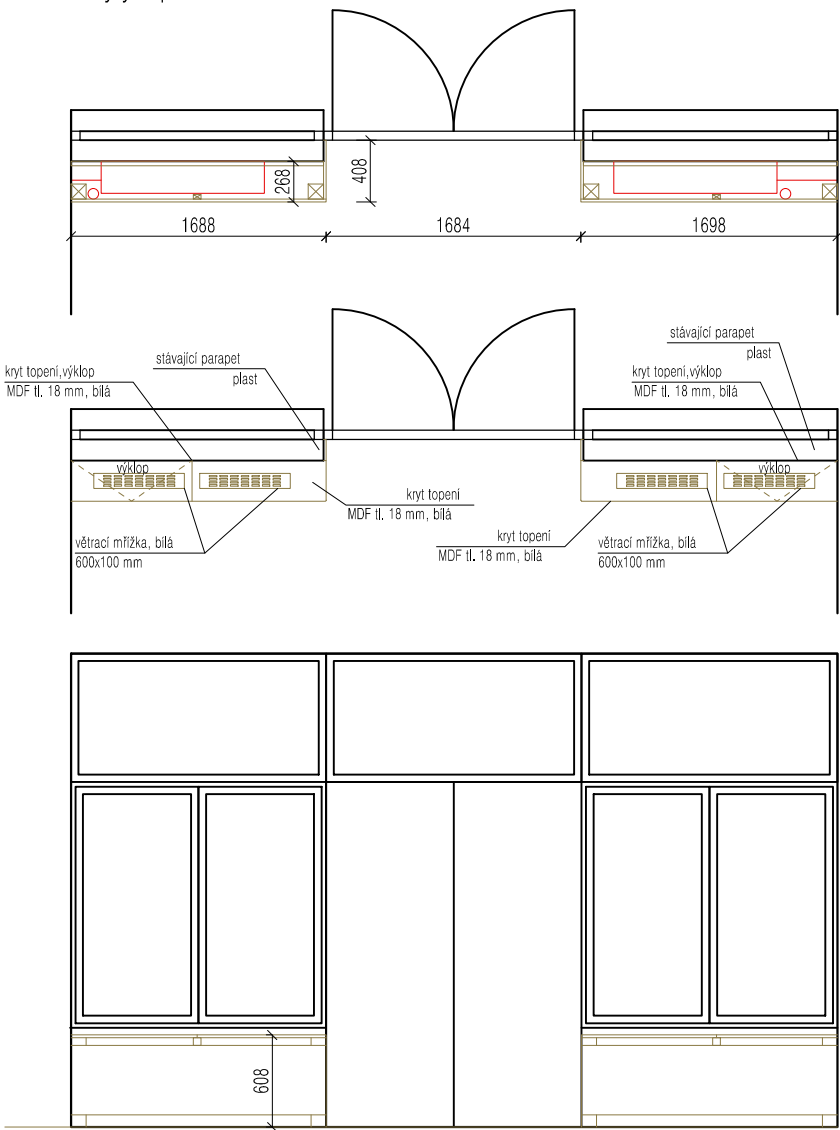 268
408
1688
1684
1698
stávající parapet
plast
kryt topení,výklop
MDF tl. 18 mm, bílá
stávající parapet
plast
kryt topení,výklop
MDF tl. 18 mm, bílá
výklop
výklop
kryt topení
MDF tl. 18 mm, bílá
kryt topení
MDF tl. 18 mm, bílá
větrací mřížka, bílá
600x100 mm
větrací mřížka, bílá
600x100 mm
608